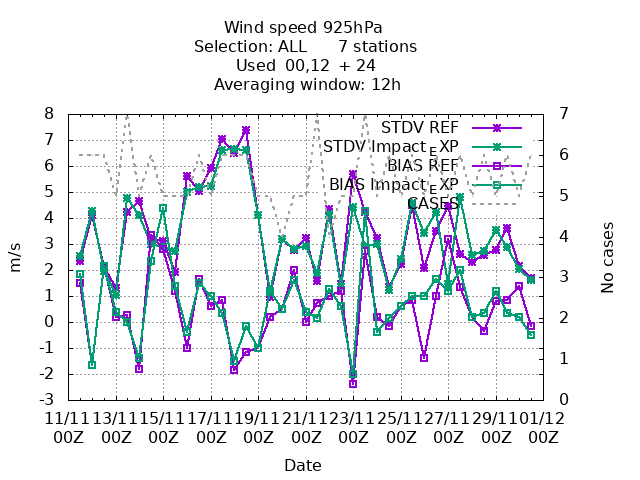 Wind speed 925hPa
Selection: ALL      7 stations
Used  00,12  + 24
Averaging window: 12h
8
7
6
5
4
3
2
1
0
-1
-2
-3
m/s
7
6
5
4
3
2
1
0
No cases
STDV REF
STDV Impact_EXP
BIAS REF
BIAS Impact_EXP
CASES
11/11 13/11 15/11 17/11 19/11 21/11 23/11 25/11 27/11 29/11 01/12
00Z 00Z 00Z 00Z 00Z 00Z 00Z 00Z 00Z 00Z 00Z
Date